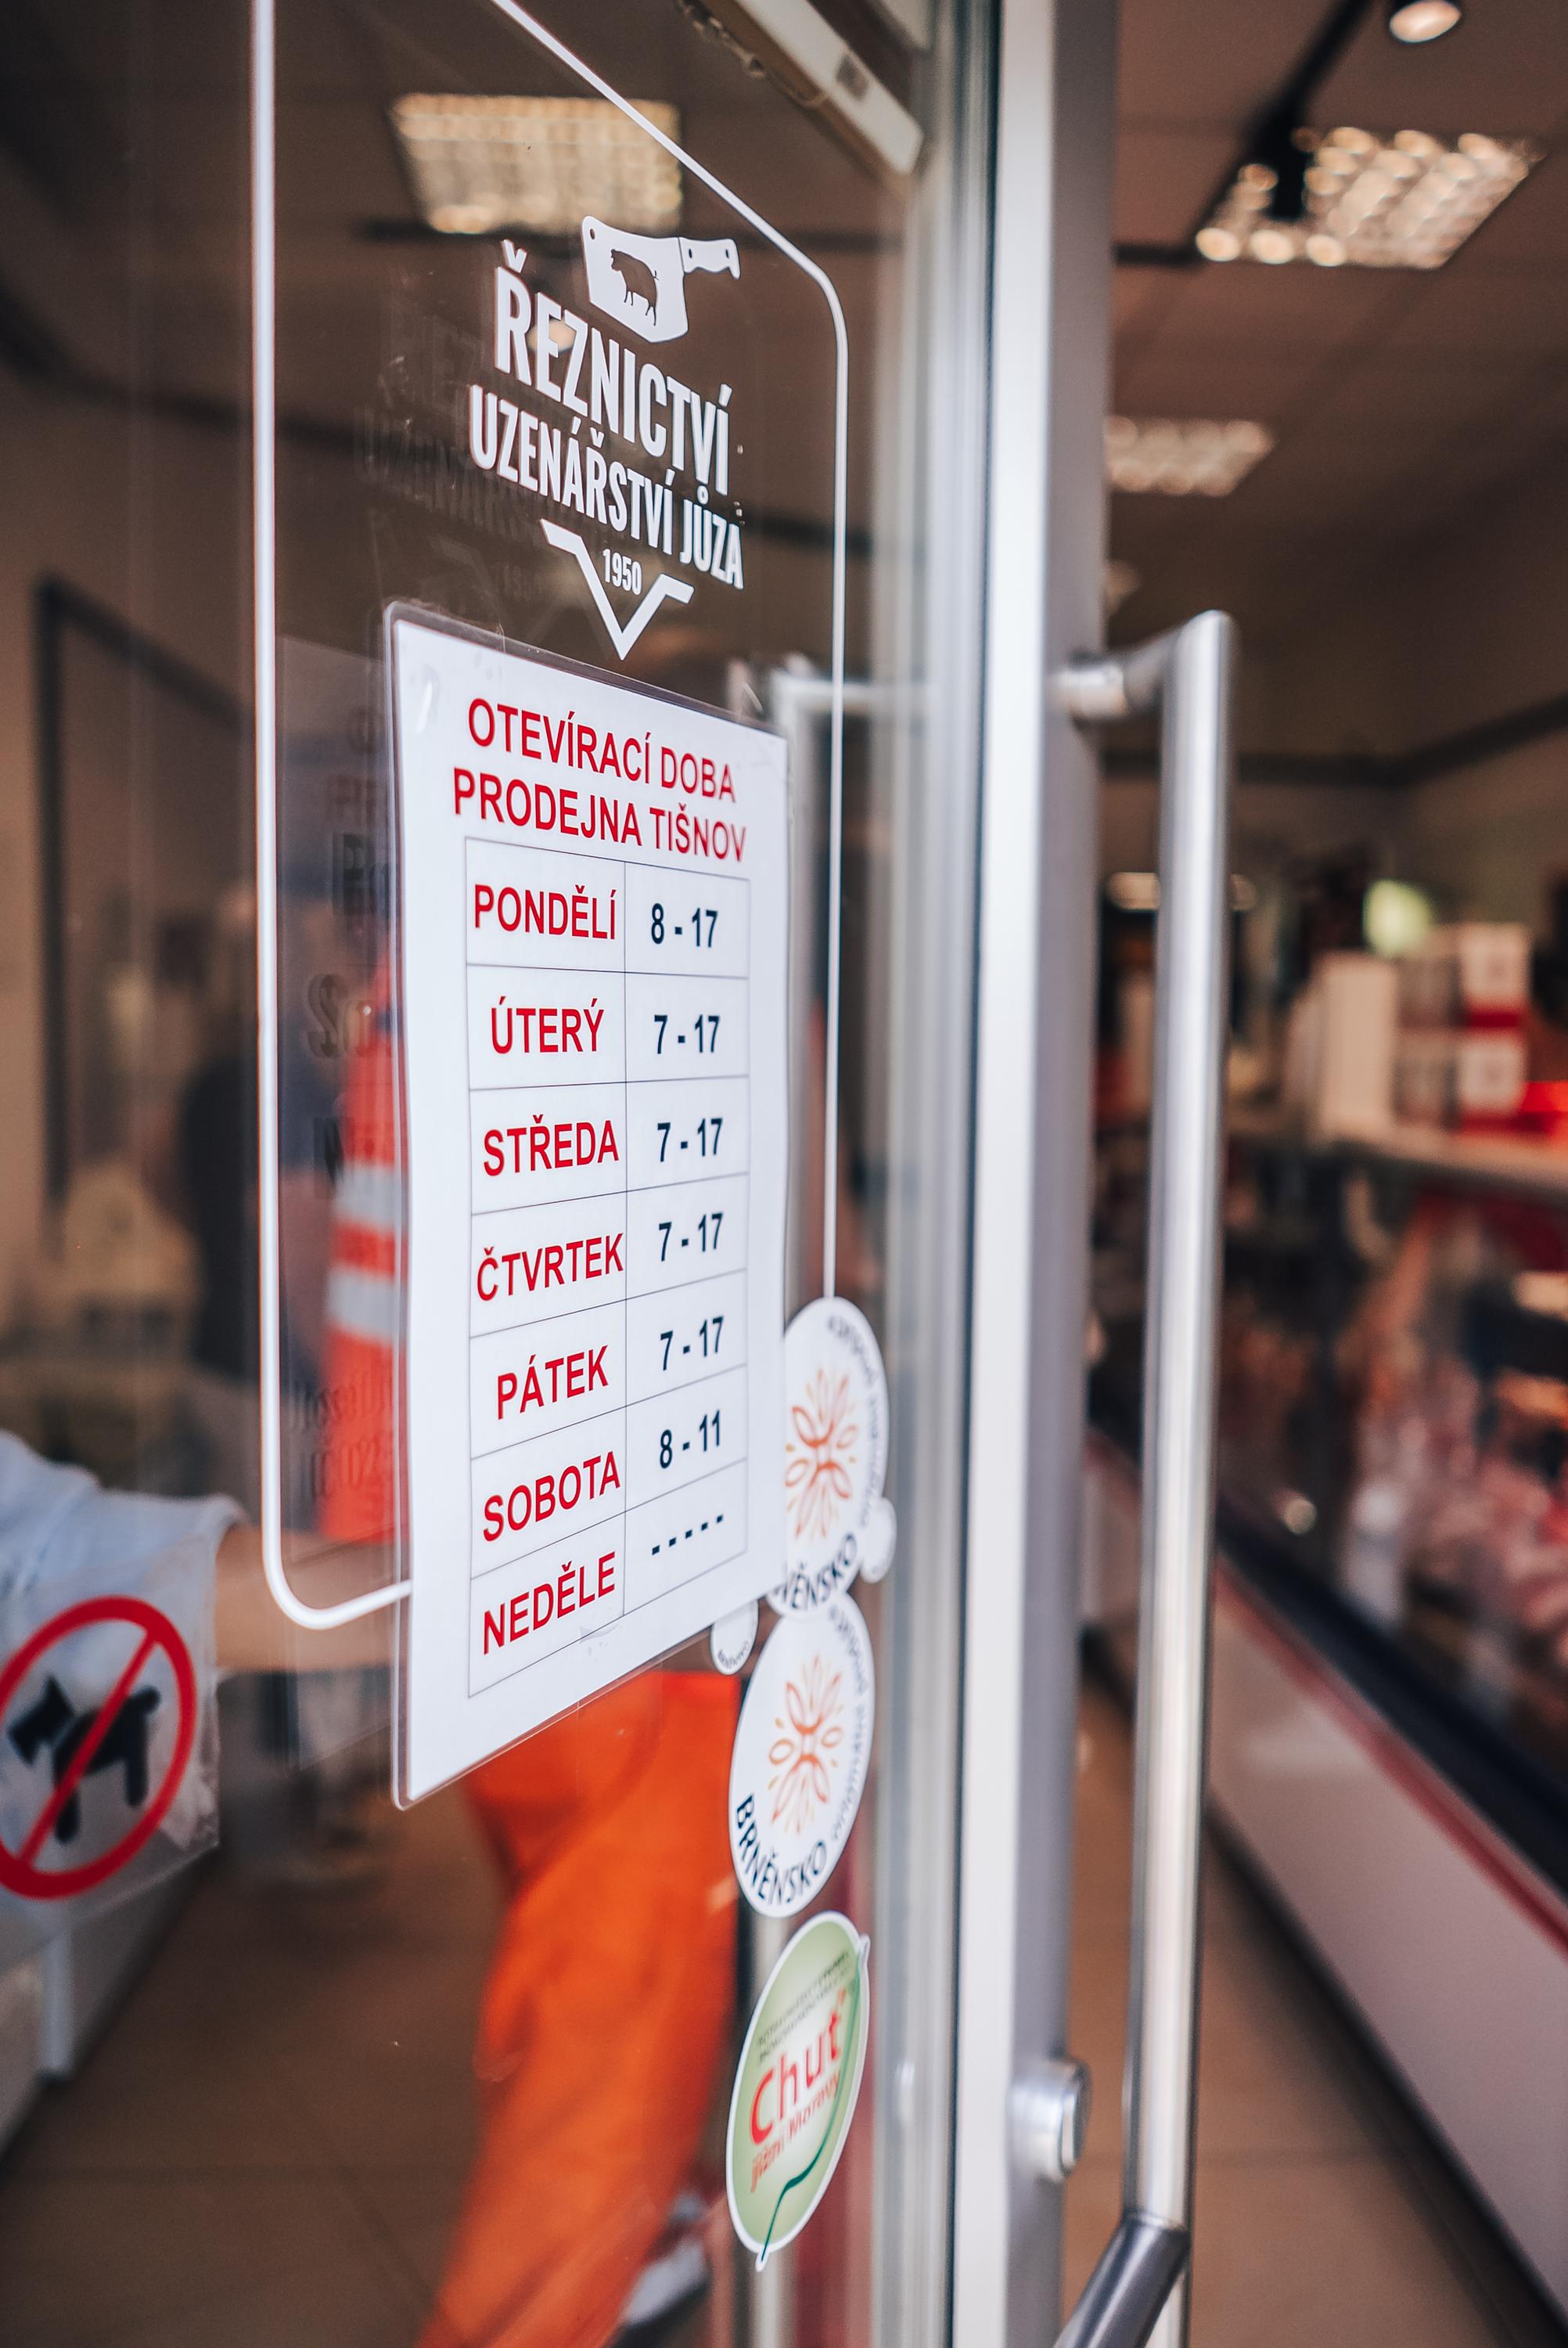 ŘEZNICTVÍ
UZENÁŘSTVÍ JŮZA
1950
OTEVÍRACÍ DOBA
PRODEJNA TIŠNOV
PONDĚLÍ 8 - 17
ÚTERÝ 7 - 17
STŘEDA 7 - 17
ČTVRTEK 7 - 17
PÁTEK 7 - 17
SOBOTA 8 - 11
NEDĚLE - - - - -
BRNĚNSKO
Chuť
jižní Moravy